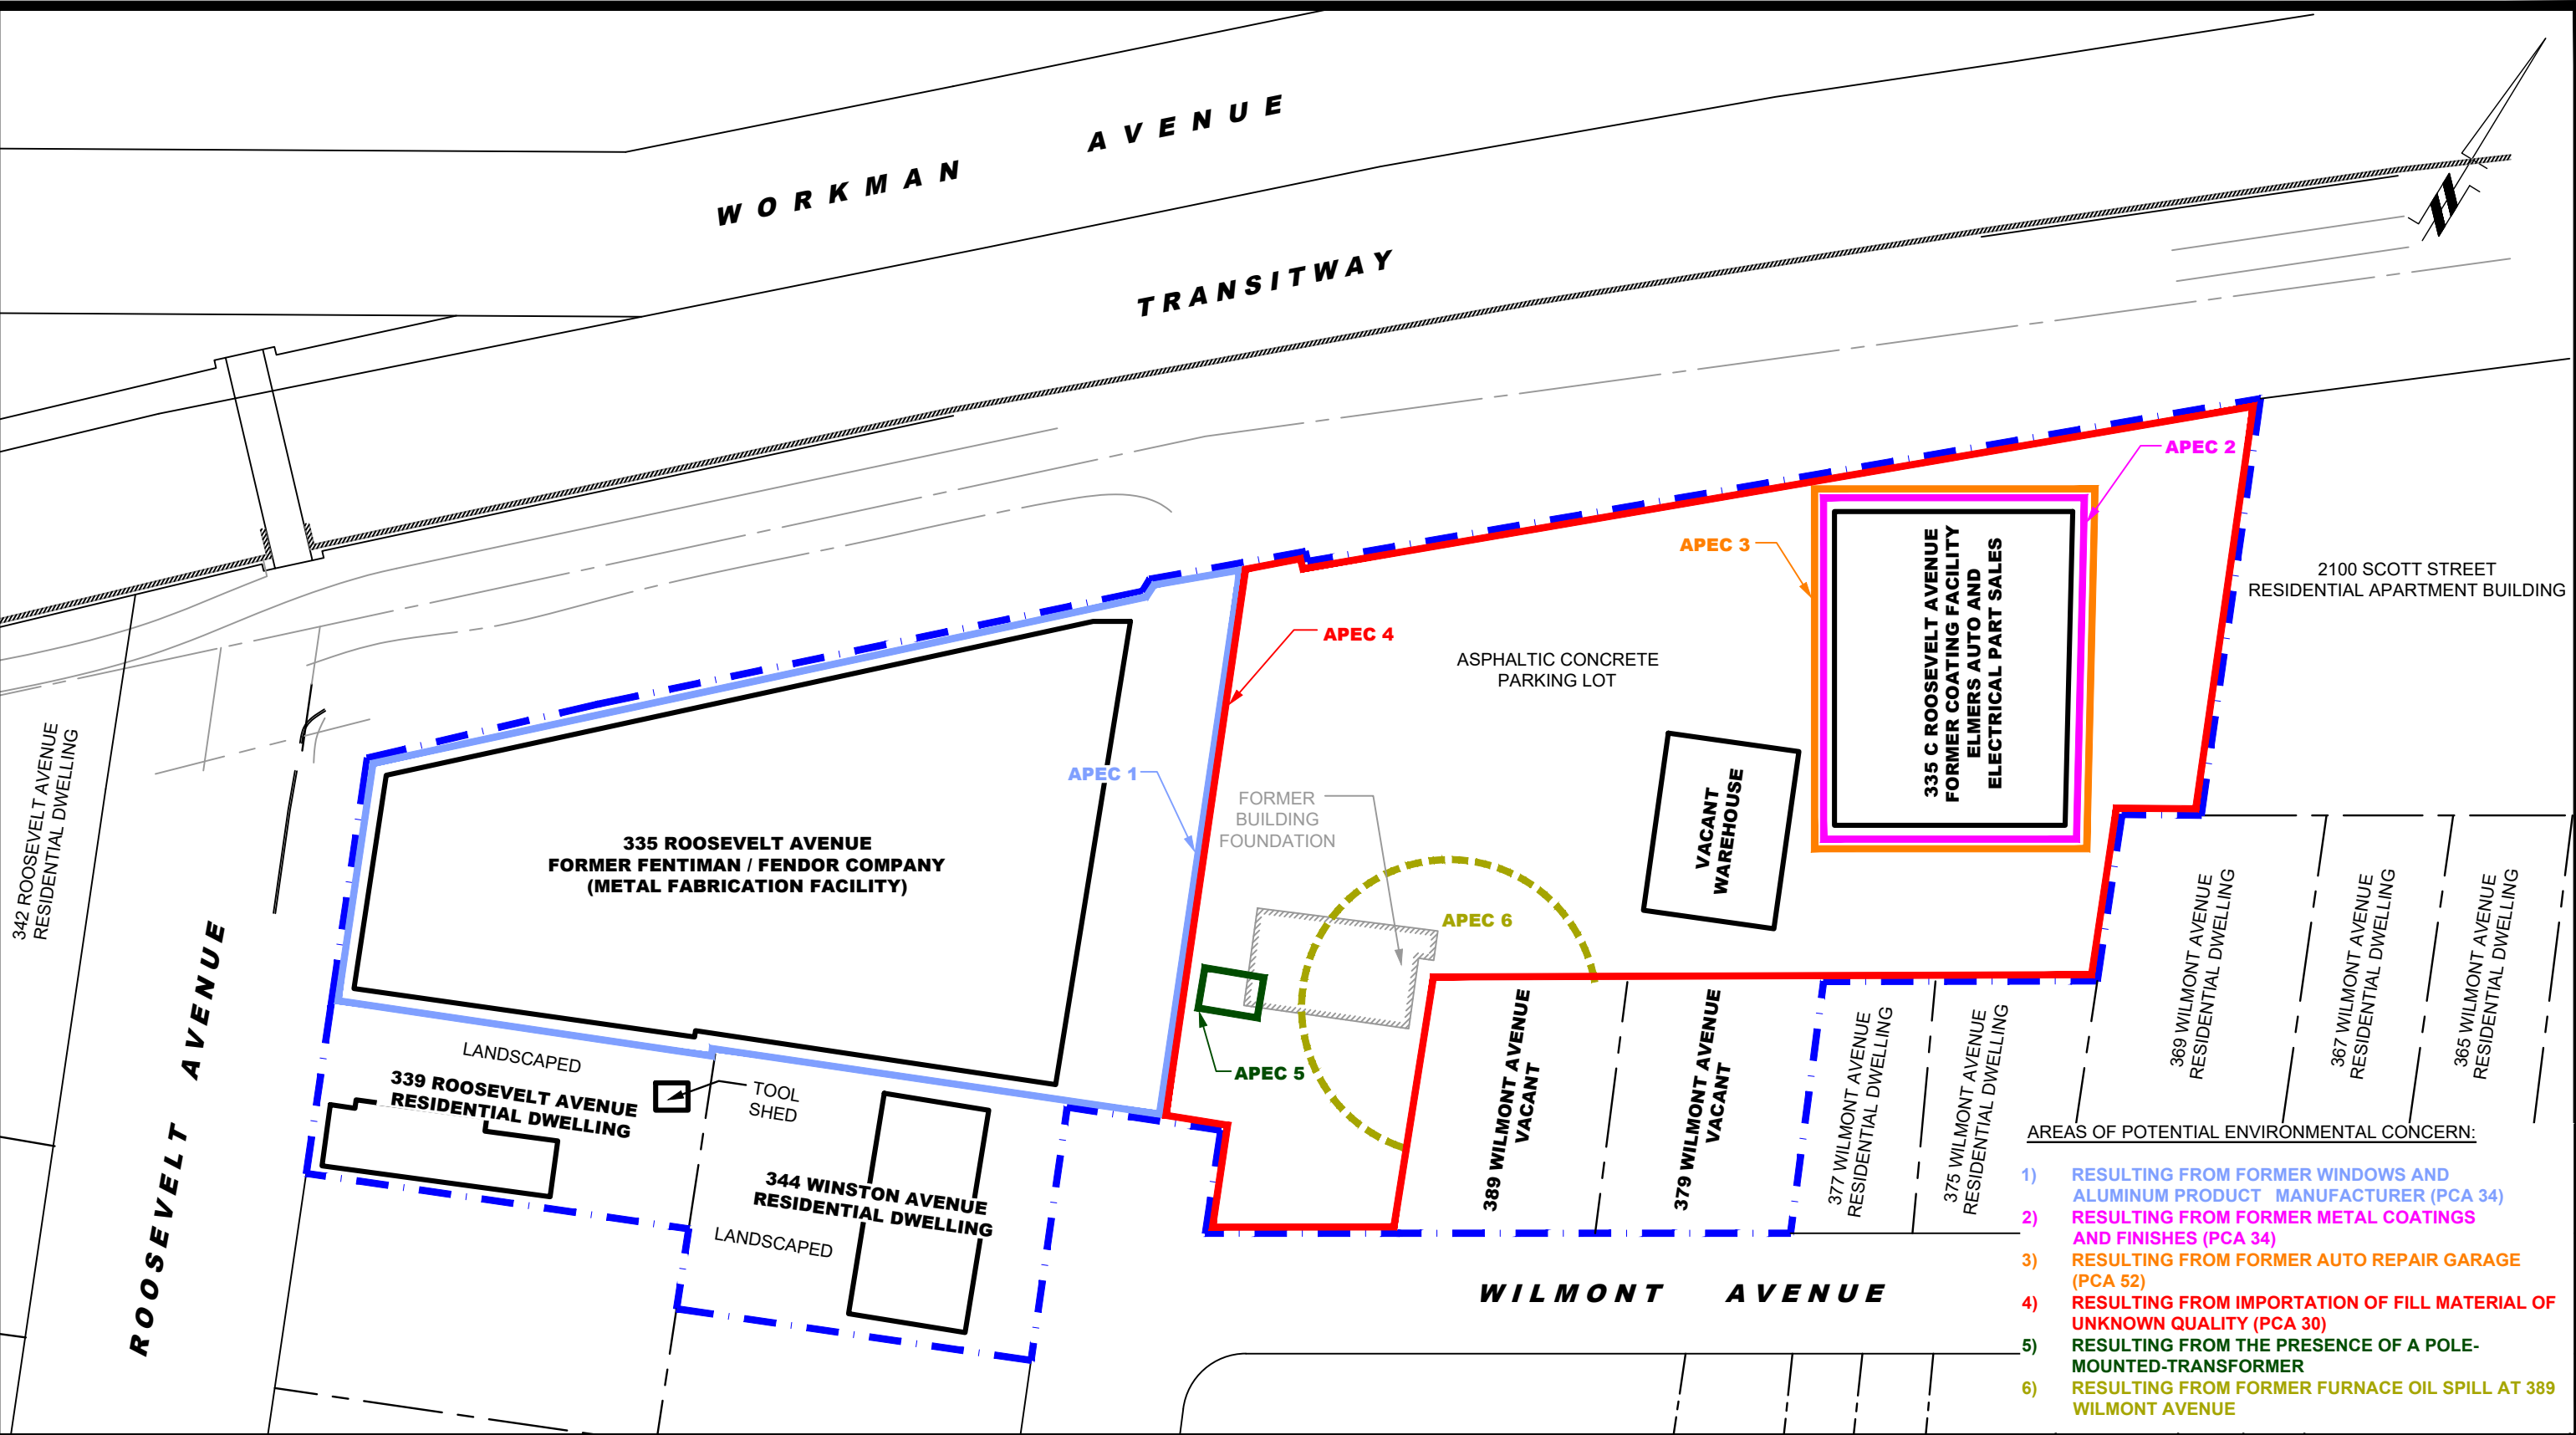 WORKMAN AVENUE
TRANSITWAY
APEC 2
APEC 3
335 C ROOSEVELT AVENUE
FORMER COATING FACILITY
ELMERS AUTO AND
ELECTRICAL PART SALES
2100 SCOTT STREET
RESIDENTIAL APARTMENT BUILDING
APEC 4
ASPHALTIC CONCRETE
PARKING LOT
342 ROOSEVELT AVENUE
RESIDENTIAL DWELLING
APEC 1
FORMER
BUILDING
FOUNDATION
VACANT
WAREHOUSE
335 ROOSEVELT AVENUE
FORMER FENTIMAN / FENDOR COMPANY
(METAL FABRICATION FACILITY)
APEC 6
369 WILMONT AVENUE
RESIDENTIAL DWELLING
367 WILMONT AVENUE
RESIDENTIAL DWELLING
365 WILMONT AVENUE
RESIDENTIAL DWELLING
ROOSEVELT AVENUE
LANDSCAPED
339 ROOSEVELT AVENUE
RESIDENTIAL DWELLING
TOOL
SHED
APEC 5
389 WILMONT AVENUE
VACANT
379 WILMONT AVENUE
VACANT
377 WILMONT AVENUE
RESIDENTIAL DWELLING
375 WILMONT AVENUE
RESIDENTIAL DWELLING
344 WINSTON AVENUE
RESIDENTIAL DWELLING
LANDSCAPED
WILMONT AVENUE
AREAS OF POTENTIAL ENVIRONMENTAL CONCERN:
1) RESULTING FROM FORMER WINDOWS AND
ALUMINUM PRODUCT MANUFACTURER (PCA 34)
2) RESULTING FROM FORMER METAL COATINGS
AND FINISHES (PCA 34)
3) RESULTING FROM FORMER AUTO REPAIR GARAGE
(PCA 52)
4) RESULTING FROM IMPORTATION OF FILL MATERIAL OF
UNKNOWN QUALITY (PCA 30)
5) RESULTING FROM THE PRESENCE OF A POLE-
MOUNTED-TRANSFORMER
6) RESULTING FROM FORMER FURNACE OIL SPILL AT 389
WILMONT AVENUE